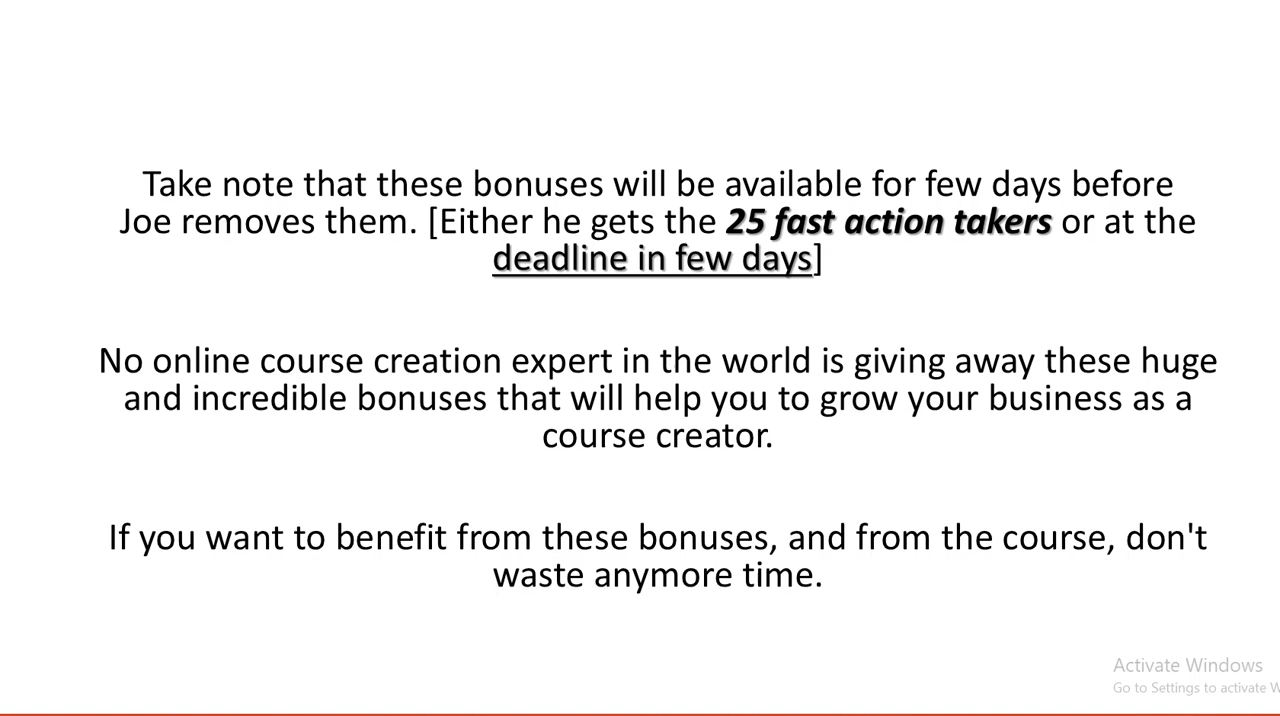 Take note that these bonuses will be available for few days before
Joe removes them. [Either he gets the 25 fast action takers or at the
deadline in few days]
No online course creation expert in the world is giving away these huge
and incredible bonuses that will help you to grow your business as a
course creator.
If you want to benefit from these bonuses, and from the course, don't
waste anymore time.
Activate Windows
Go to Settings to activate W